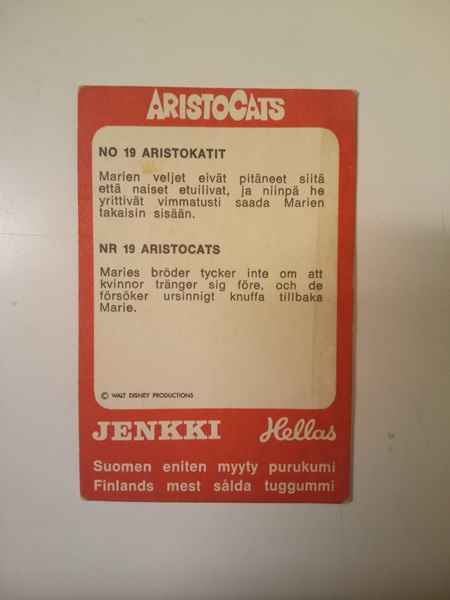 ARISTOCATS
NO 19 ARISTOKATIT
Marien veljet eivät pitäneet siitä
että naiset etuilivat, ja niinpä he
yrittivät vimmatusti saada Marien
takaisin sisään.
NR 19 ARISTOCATS
Maries bröder tycker inte om att
kvinnor tränger sig före, och de
försöker ursinnigt knuffa tillbaka
Marie.
© WALT DISNEY PRODUCTIONS
JENKKI Hellas
Suomen eniten myyty purukumi
Finlands mest sålda tuggummi